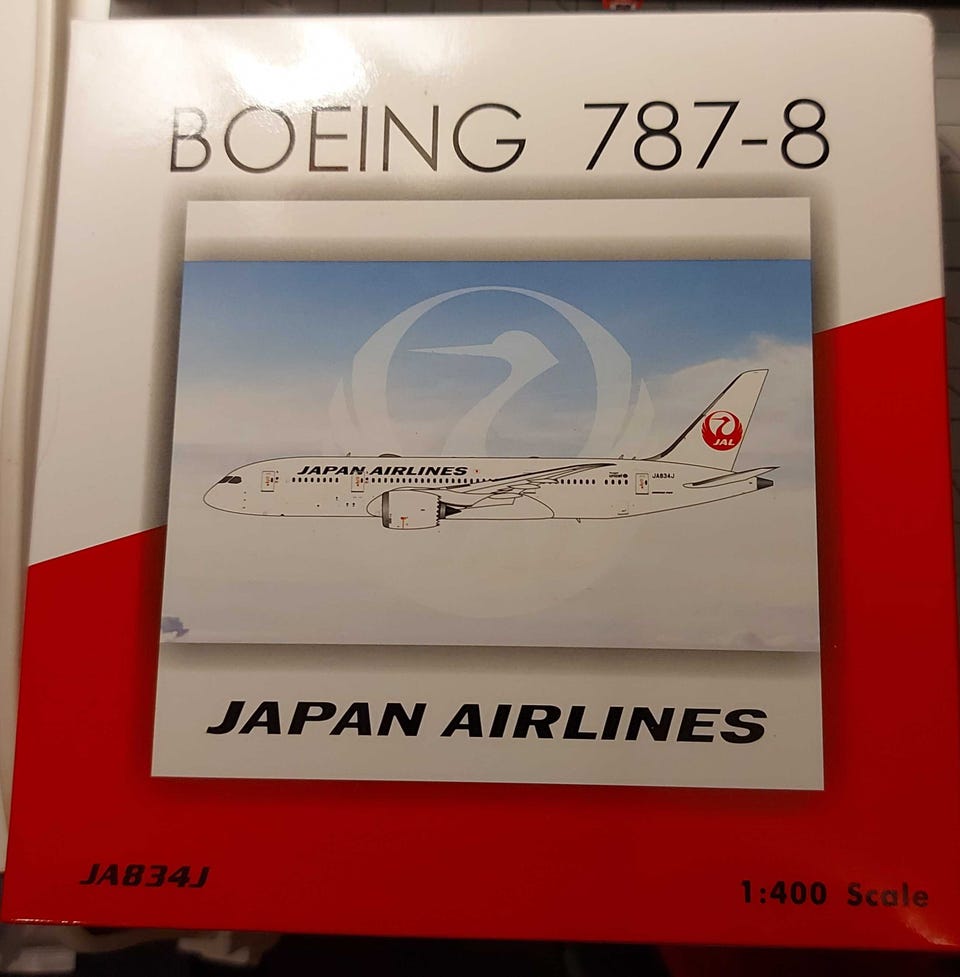 BOEING 787-8
JAL
JAPAN AIRLINES
JA834J
JAPAN AIRLINES
JA834J
1:400 Scale